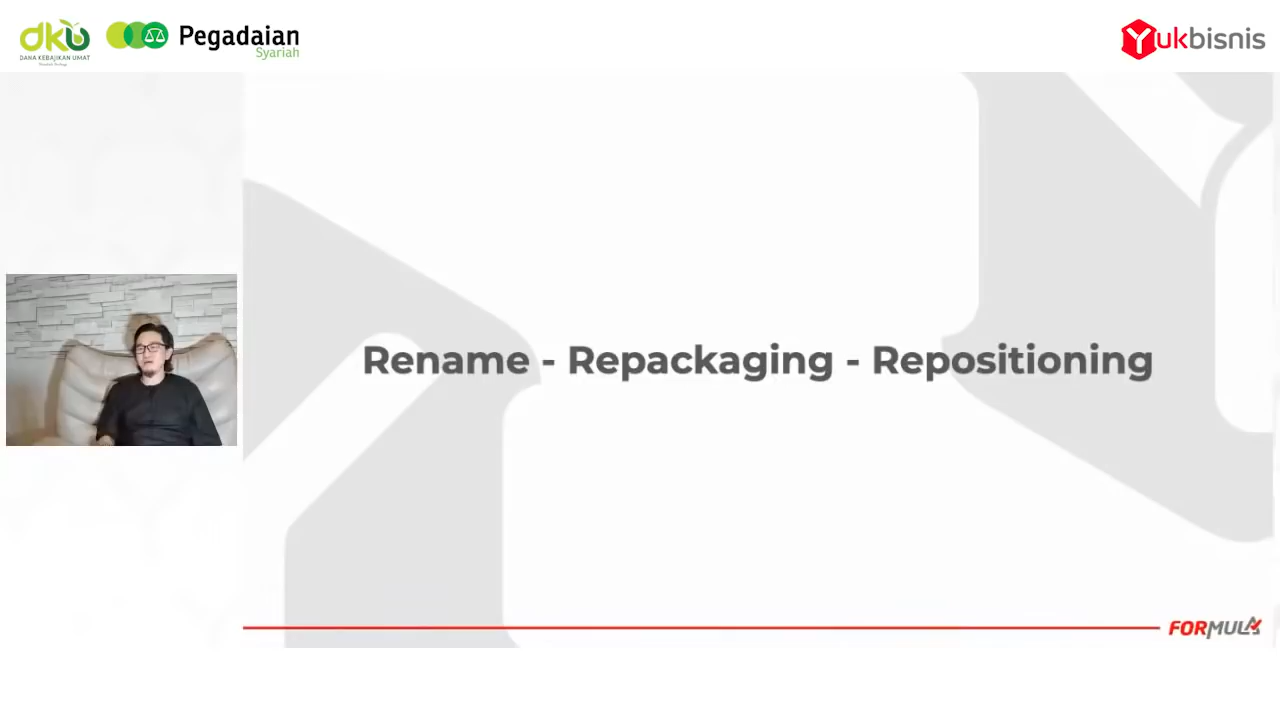 dku
DANA KEBAJIKAN UMAT
Pegadaian
Syariah
Yukbisnis
Rename - Repackaging - Repositioning
FORMULA